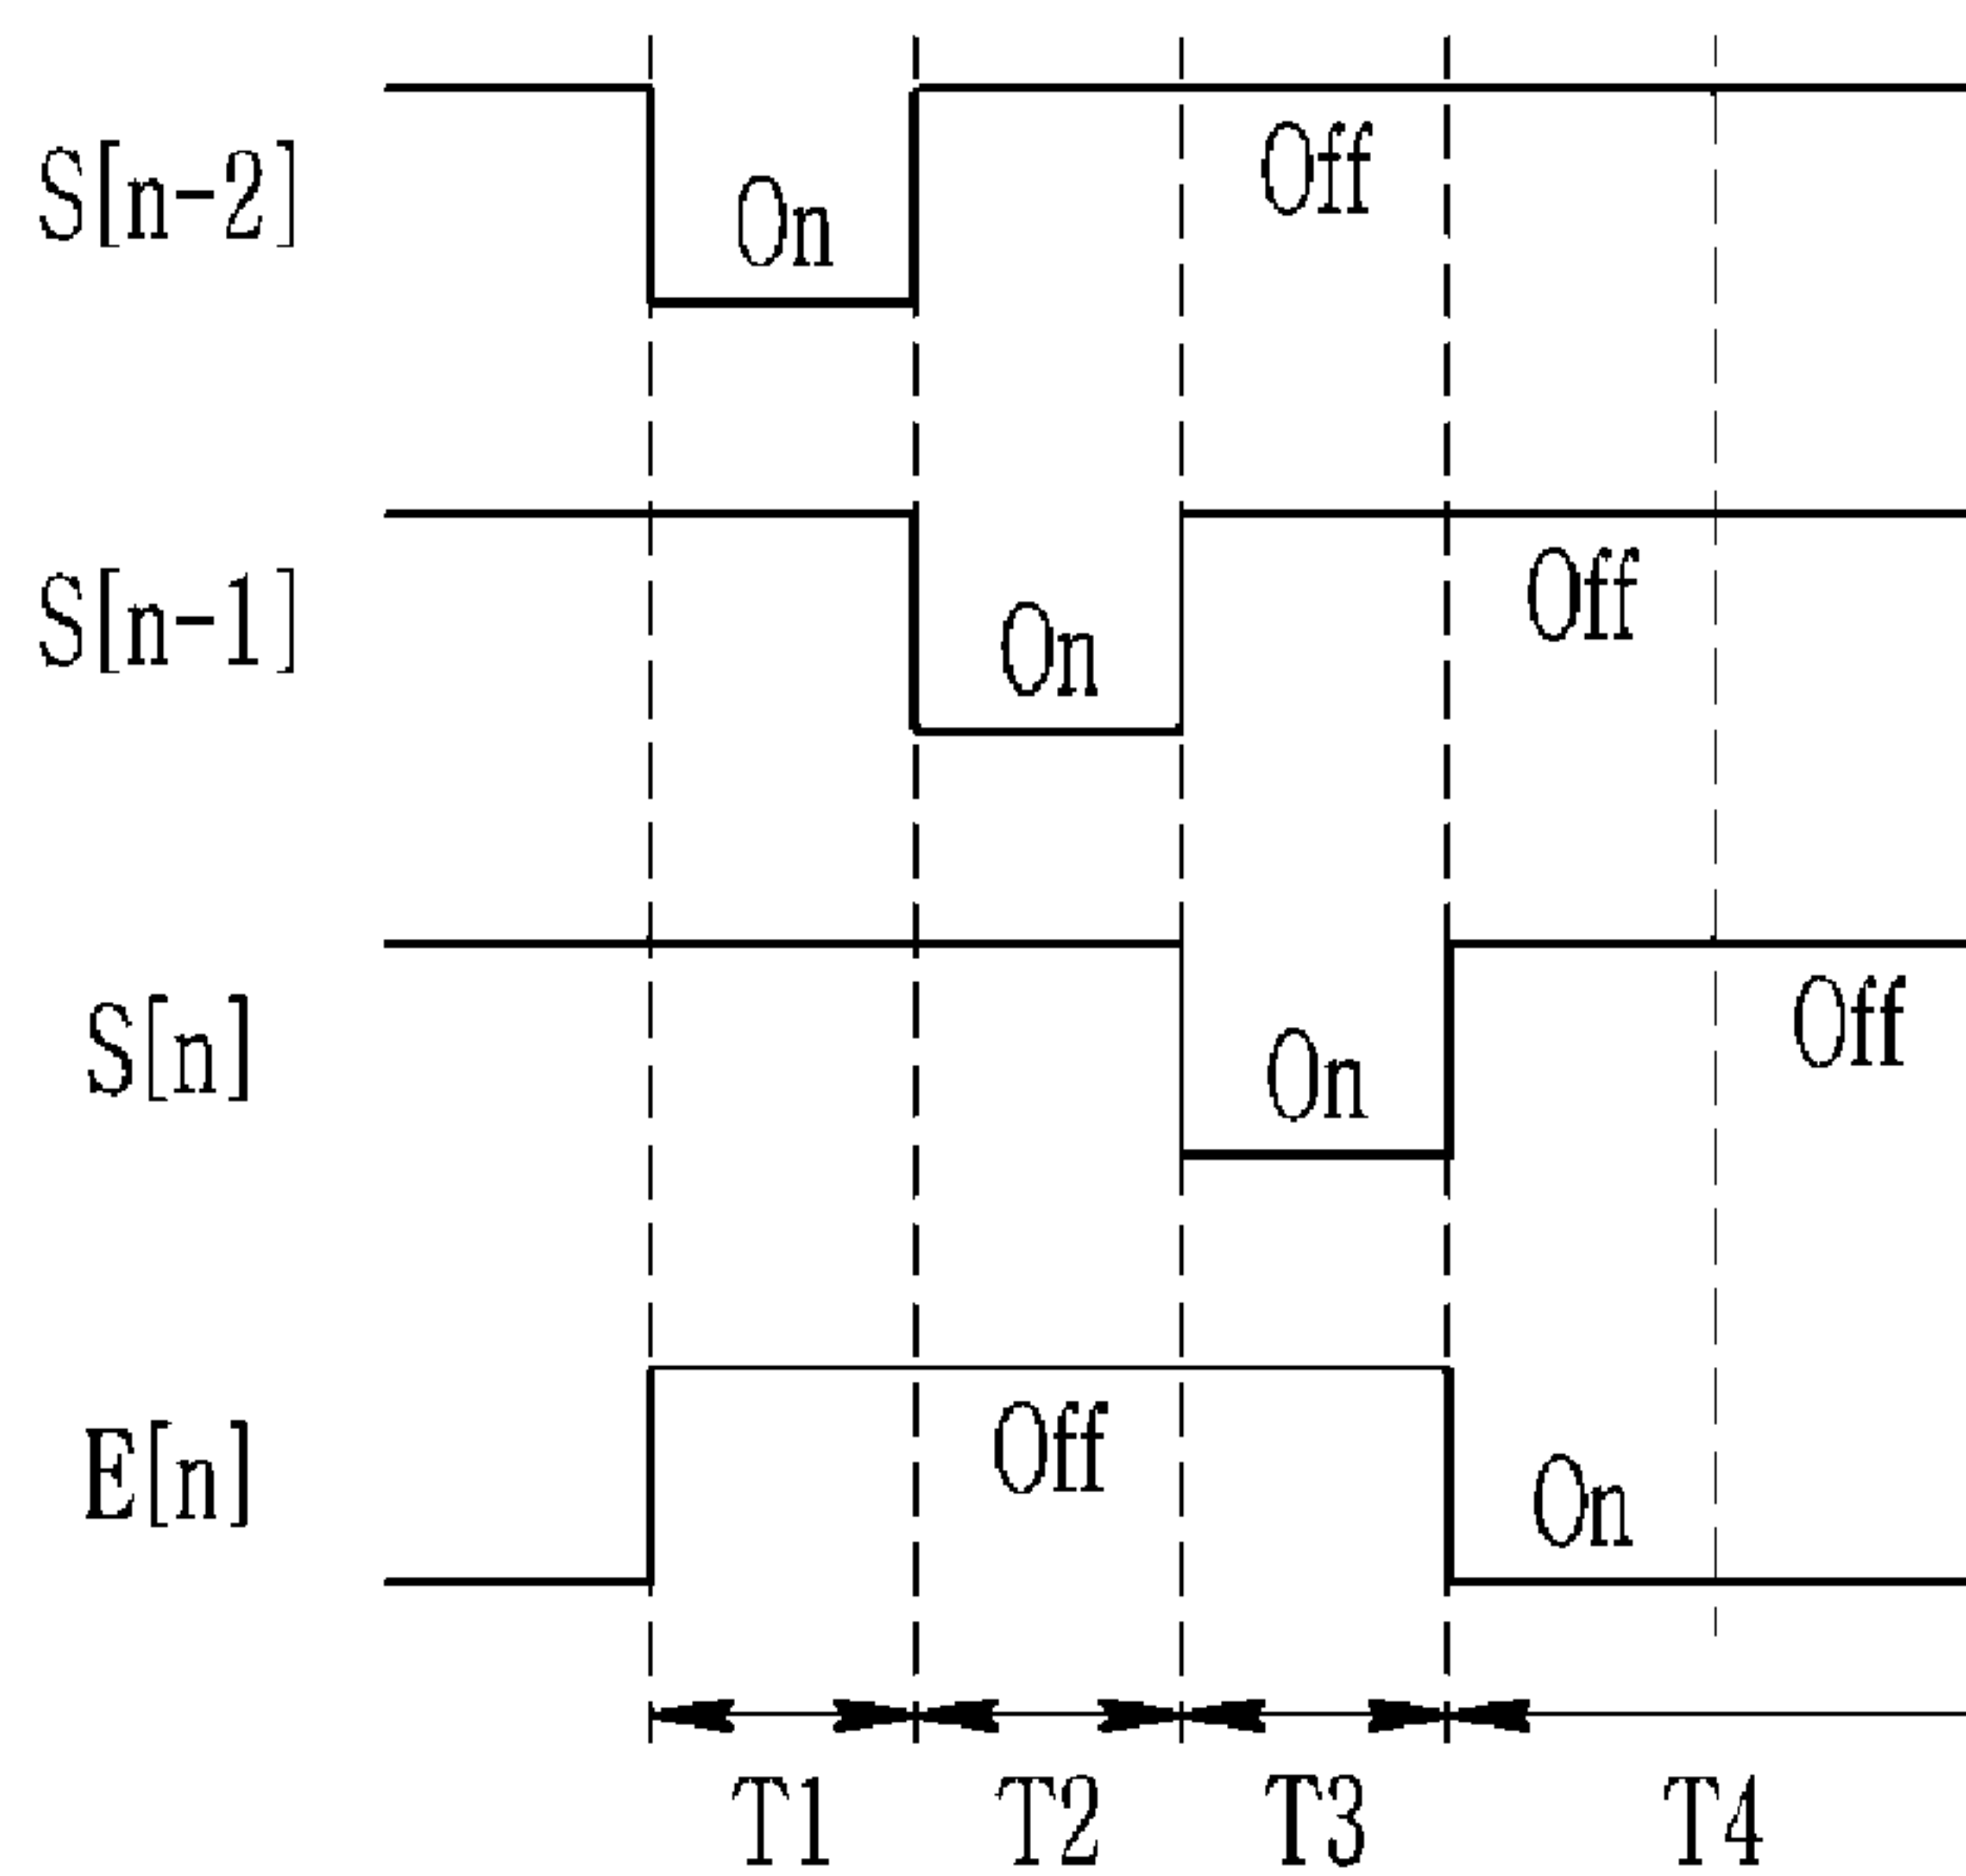 S[n-2]
On
Off
S[n-1]
On
Off
S[n]
On
Off
E[n]
Off
On
T1 T2 T3 T4